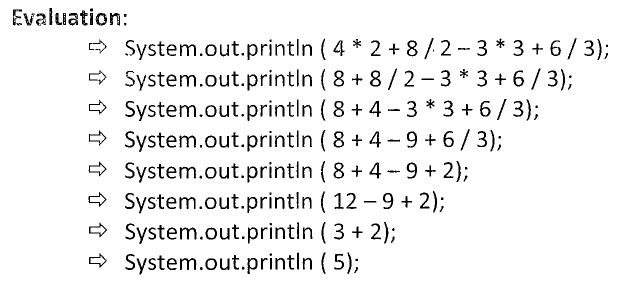 Evaluation:
⇨ System.out.println ( 4 * 2 + 8 / 2 – 3 * 3 + 6 / 3);
⇨ System.out.println ( 8 + 8 / 2 – 3 * 3 + 6 / 3);
⇨ System.out.println ( 8 + 4 – 3 * 3 + 6 / 3);
⇨ System.out.println ( 8 + 4 – 9 + 6 / 3);
⇨ System.out.println ( 8 + 4 – 9 + 2);
⇨ System.out.println ( 12 – 9 + 2);
⇨ System.out.println ( 3 + 2);
⇨ System.out.println ( 5);